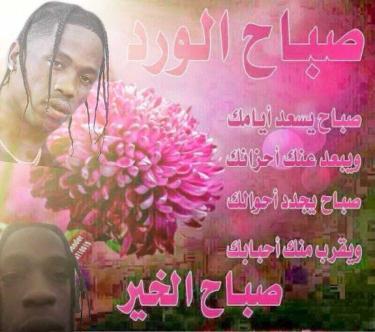 صباح الورد
صباح يسعد أيامك
ويبعد عنك أحزانك
صباح يجدد أحوالك
ويقرب منك أحبابك
صباح الخير